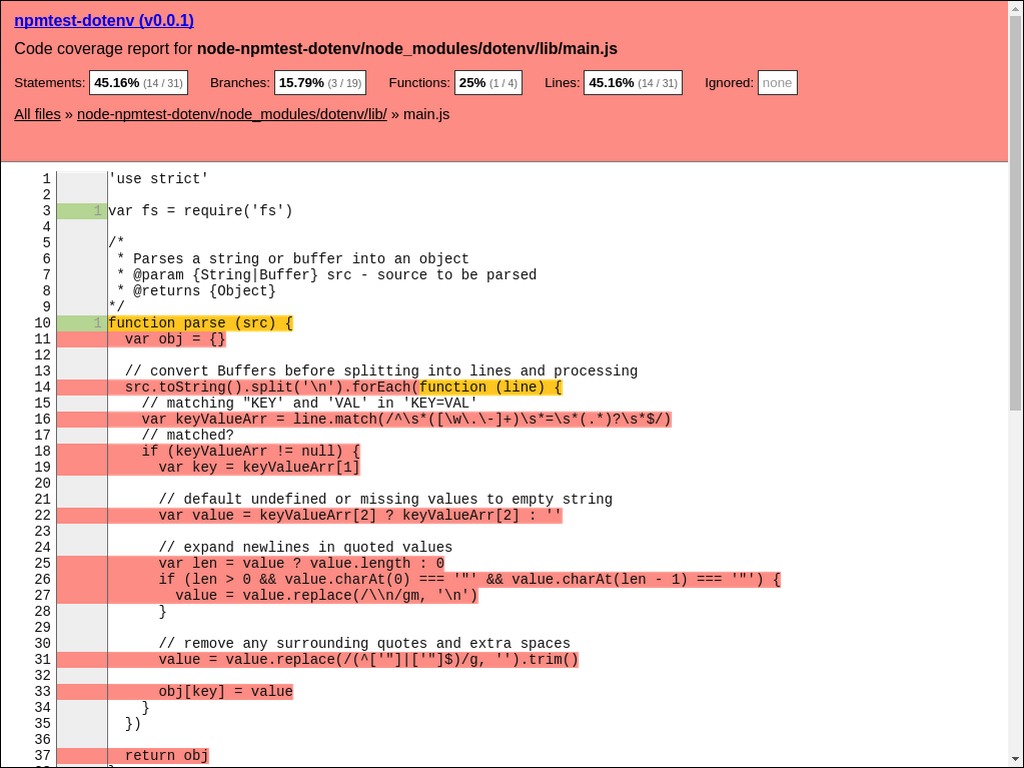 npmtest-dotenv (v0.0.1)
Code coverage report for node-npmtest-dotenv/node_modules/dotenv/lib/main.js
Statements: 45.16% (14 / 31) Branches: 15.79% (3 / 19) Functions: 25% (1 / 4) Lines: 45.16% (14 / 31) Ignored: none
All files » node-npmtest-dotenv/node_modules/dotenv/lib/ » main.js
1 'use strict'
2
3 1 var fs = require('fs')
4
5 /*
6  * Parses a string or buffer into an object
7  * @param {String|Buffer} src - source to be parsed
8  * @returns {Object}
9 */
10 1 function parse (src) {
11   var obj = {}
12
13   // convert Buffers before splitting into lines and processing
14   src.toString().split('\n').forEach(function (line) {
15     // matching "KEY' and 'VAL' in 'KEY=VAL'
16     var keyValueArr = line.match(/^\s*([\w\.\-]+)\s*=\s*(.*)?\s*$/)
17     // matched?
18     if (keyValueArr != null) {
19       var key = keyValueArr[1]
20
21       // default undefined or missing values to empty string
22       var value = keyValueArr[2] ? keyValueArr[2] : ''
23
24       // expand newlines in quoted values
25       var len = value ? value.length : 0
26       if (len > 0 && value.charAt(0) === '"' && value.charAt(len - 1) === '"') {
27         value = value.replace(/\\n/gm, '\n')
28       }
29
30       // remove any surrounding quotes and extra spaces
31       value = value.replace(/(^['"]|['"]$)/g, '').trim()
32
33       obj[key] = value
34     }
35   })
36
37   return obj